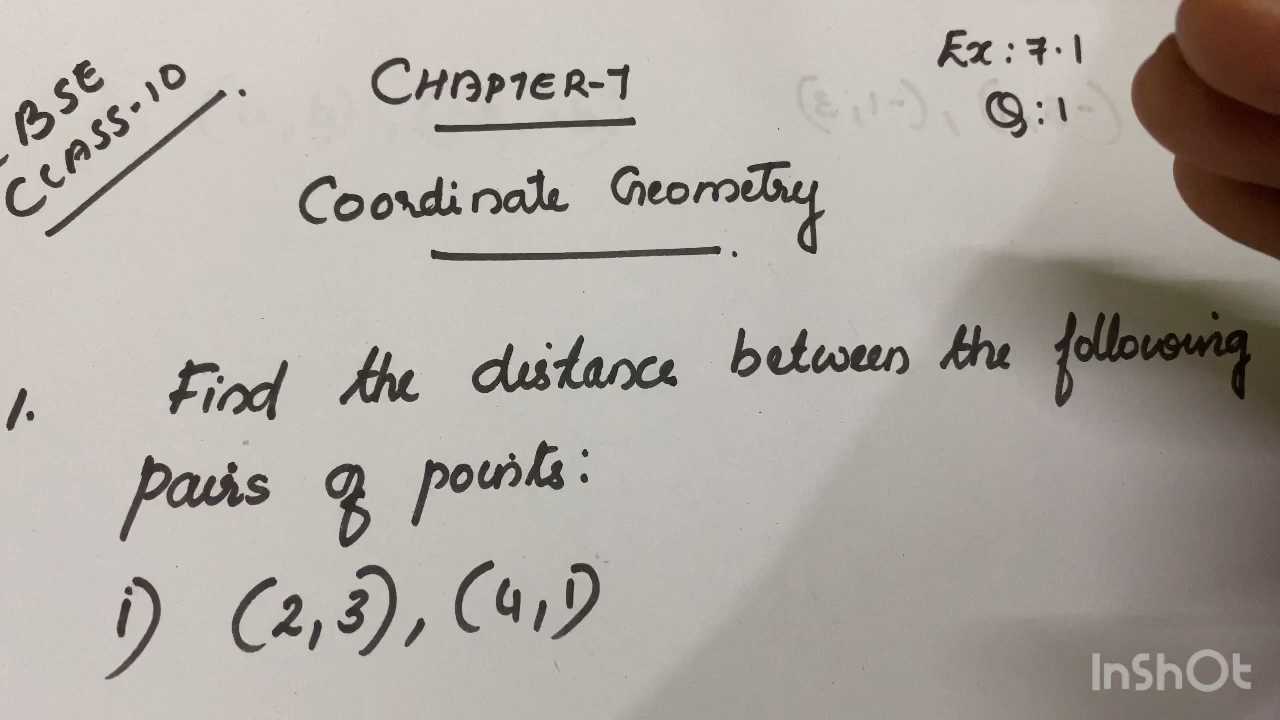 CBSE
CLASS-10.
CHAPTER-7
Ex: 7.1
Q:1
Coordinate Geometry.
1. Find the distance between the following
pairs of points:
i) (2,3), (4,1)
InShOt